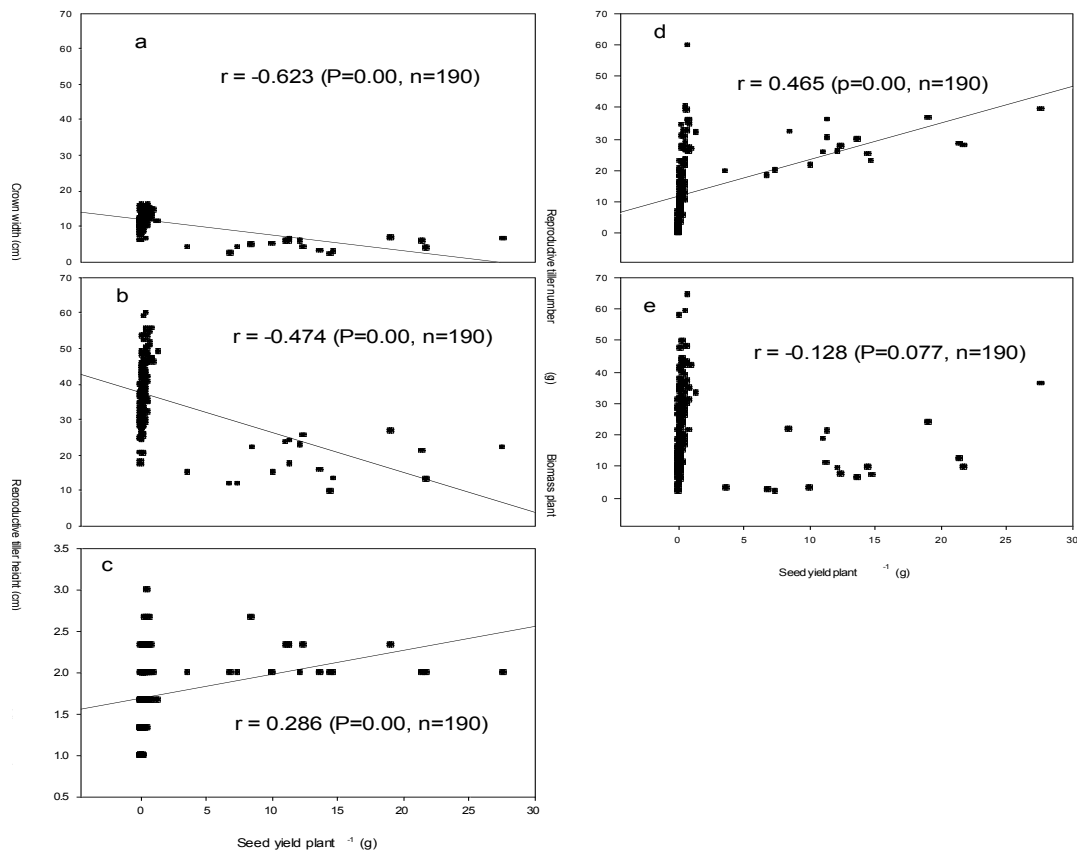 a
r = -0.623 (P=0.00, n=190)
Crown width (cm)
70
60
50
40
30
20
10
0
b
r = -0.474 (P=0.00, n=190)
Reproductive tiller height (cm)
70
60
50
40
30
20
10
0
c
r = 0.286 (P=0.00, n=190)
3.5
3.0
2.5
2.0
1.5
1.0
0.5
0 5 10 15 20 25 30
Seed yield plant -1 (g)
d
r = 0.465 (p=0.00, n=190)
Reproductive tiller number
70
60
50
40
30
20
10
0
e
r = -0.128 (P=0.077, n=190)
Biomass plant (g)
70
60
50
40
30
20
10
0
0 5 10 15 20 25 30
Seed yield plant -1 (g)